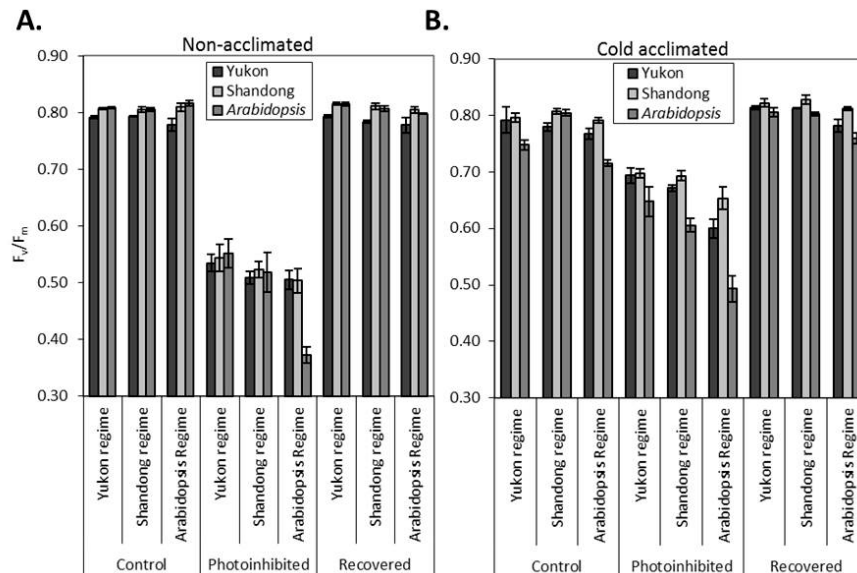 A.
Non-acclimated
0.90
0.80
0.70
0.60
0.50
0.40
0.30
Fv/Fm
Yukon
Shandong
Arabidopsis
Yukon regime
Shandong regime
Arabidopsis Regime
Yukon regime
Shandong regime
Arabidopsis Regime
Yukon regime
Shandong regime
Arabidopsis Regime
Control
Photoinhibited
Recovered
B.
Cold acclimated
0.90
0.80
0.70
0.60
0.50
0.40
0.30
Yukon
Shandong
Arabidopsis
Yukon regime
Shandong regime
Arabidopsis Regime
Yukon regime
Shandong regime
Arabidopsis Regime
Yukon regime
Shandong regime
Arabidopsis Regime
Control
Photoinhibited
Recovered